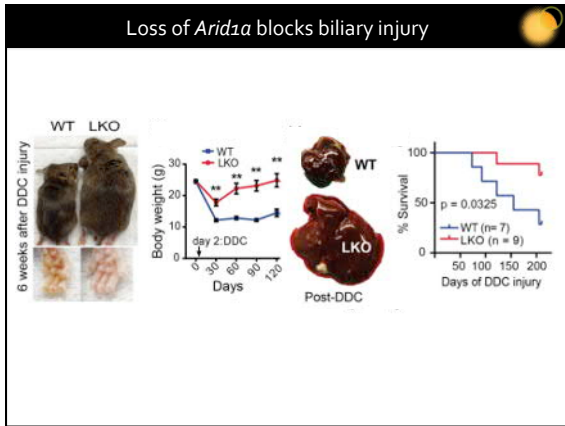 Loss of Arid1a blocks biliary injury
WT LKO
6 weeks after DDC injury
WT
LKO
Body weight (g)
30
20
10
0
** ** ** **
day 2:DDC
0 30 60 90 120
Days
WT
LKO
Post-DDC
% Survival
100
50
0
p = 0.0325
WT (n= 7)
LKO (n = 9)
50 100 150 200
Days of DDC injury